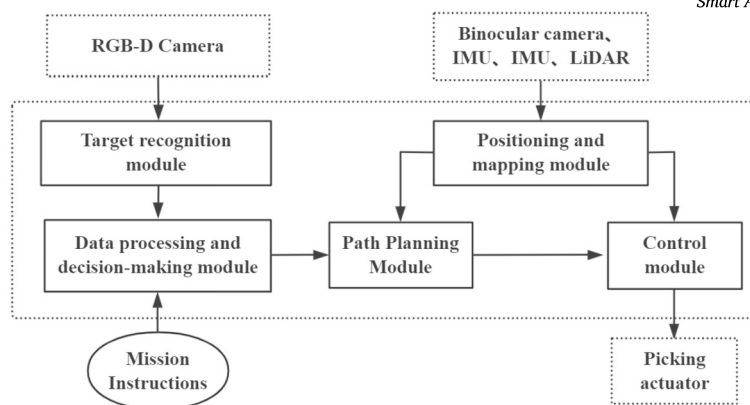 Smart A
RGB-D Camera
Binocular camera、
IMU、IMU、LiDAR
Target recognition
module
Positioning and
mapping module
Data processing and
decision-making module
Path Planning
Module
Control
module
Mission
Instructions
Picking
actuator